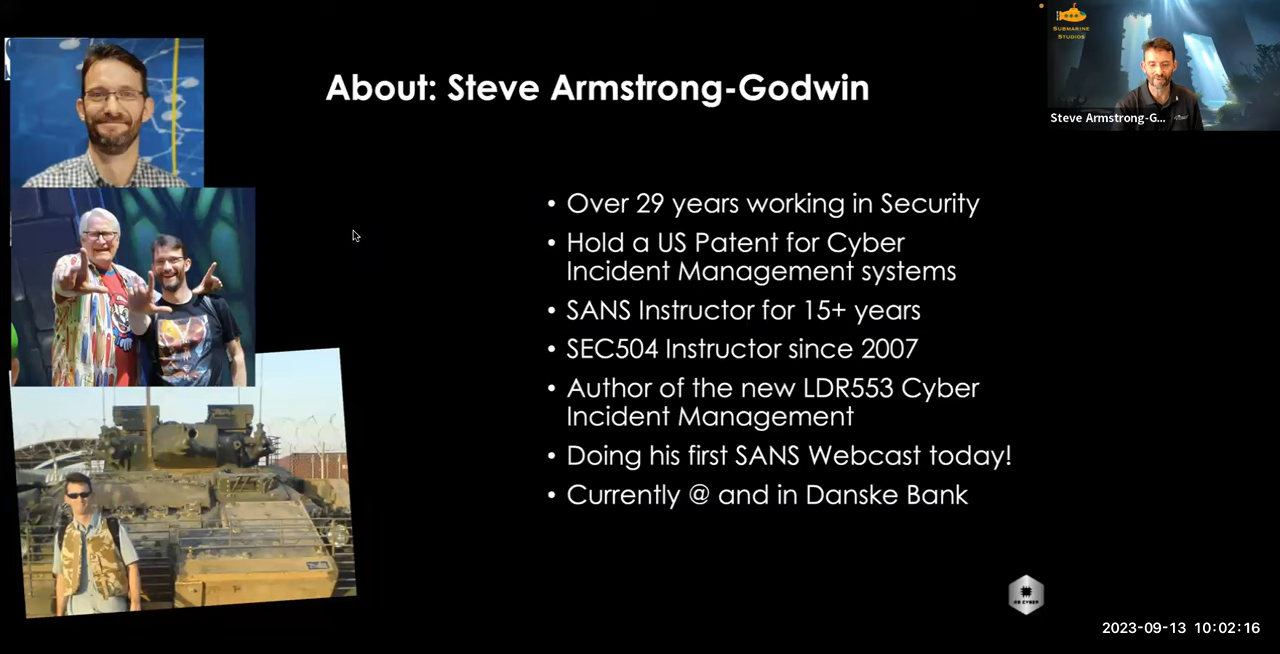 About: Steve Armstrong-Godwin
SUBMARINE
STUDIOS
Steve Armstrong-G...
• Over 29 years working in Security
• Hold a US Patent for Cyber
Incident Management systems
• SANS Instructor for 15+ years
• SEC504 Instructor since 2007
• Author of the new LDR553 Cyber
Incident Management
• Doing his first SANS Webcast today!
• Currently @ and in Danske Bank
2023-09-13 10:02:16